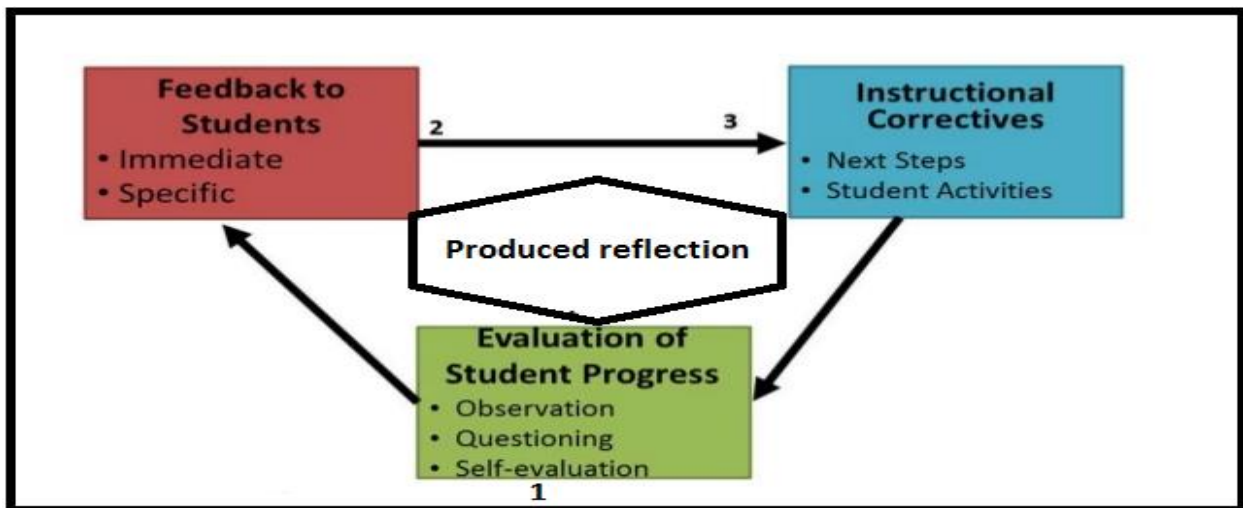 Feedback to
Students
• Immediate
• Specific
2
3
Instructional
Correctives
• Next Steps
• Student Activities
Produced reflection
Evaluation of
Student Progress
• Observation
• Questioning
• Self-evaluation
1